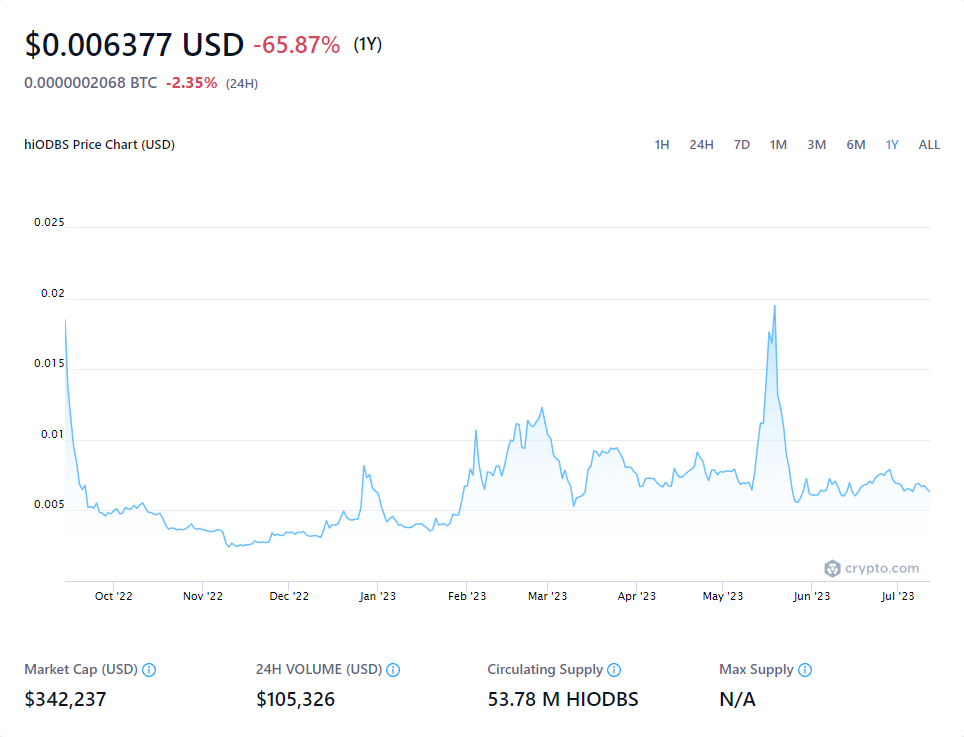 $0.006377 USD -65.87% (1Y)
0.0000002068 BTC -2.35% (24H)
hiODBS Price Chart (USD) 1H 24H 7D 1M 3M 6M 1Y ALL
0.025
0.02
0.015
0.01
0.005
crypto.com
Oct '22 Nov '22 Dec '22 Jan '23 Feb '23 Mar '23 Apr '23 May '23 Jun '23 Jul '23
Market Cap (USD) 24H VOLUME (USD) Circulating Supply Max Supply
$342,237 $105,326 53.78 M HIODBS N/A